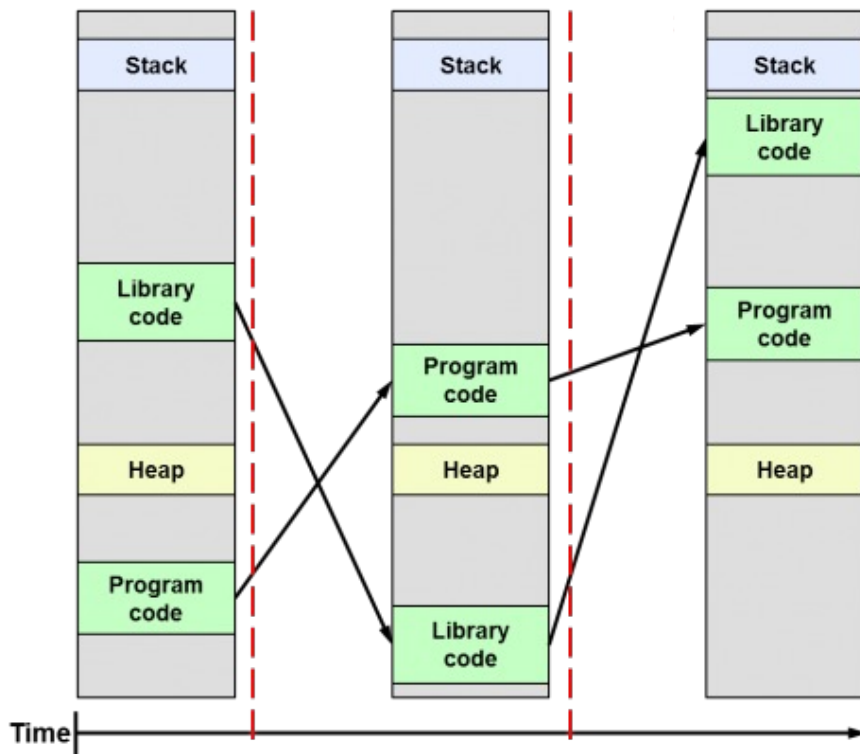 Stack
Library
code
Heap
Program
code
Stack
Program
code
Heap
Library
code
Stack
Library
code
Program
code
Heap
Time